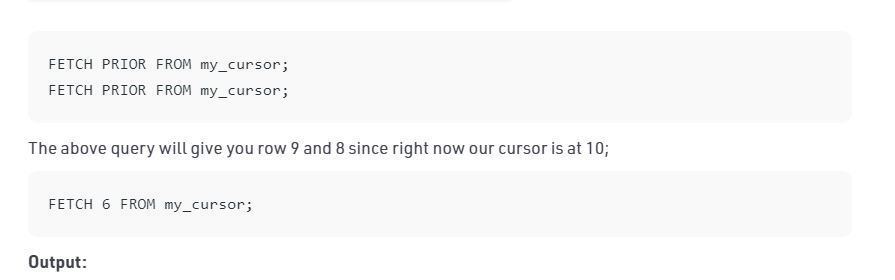 FETCH PRIOR FROM my_cursor;
FETCH PRIOR FROM my_cursor;
The above query will give you row 9 and 8 since right now our cursor is at 10;
FETCH 6 FROM my_cursor;
Output: